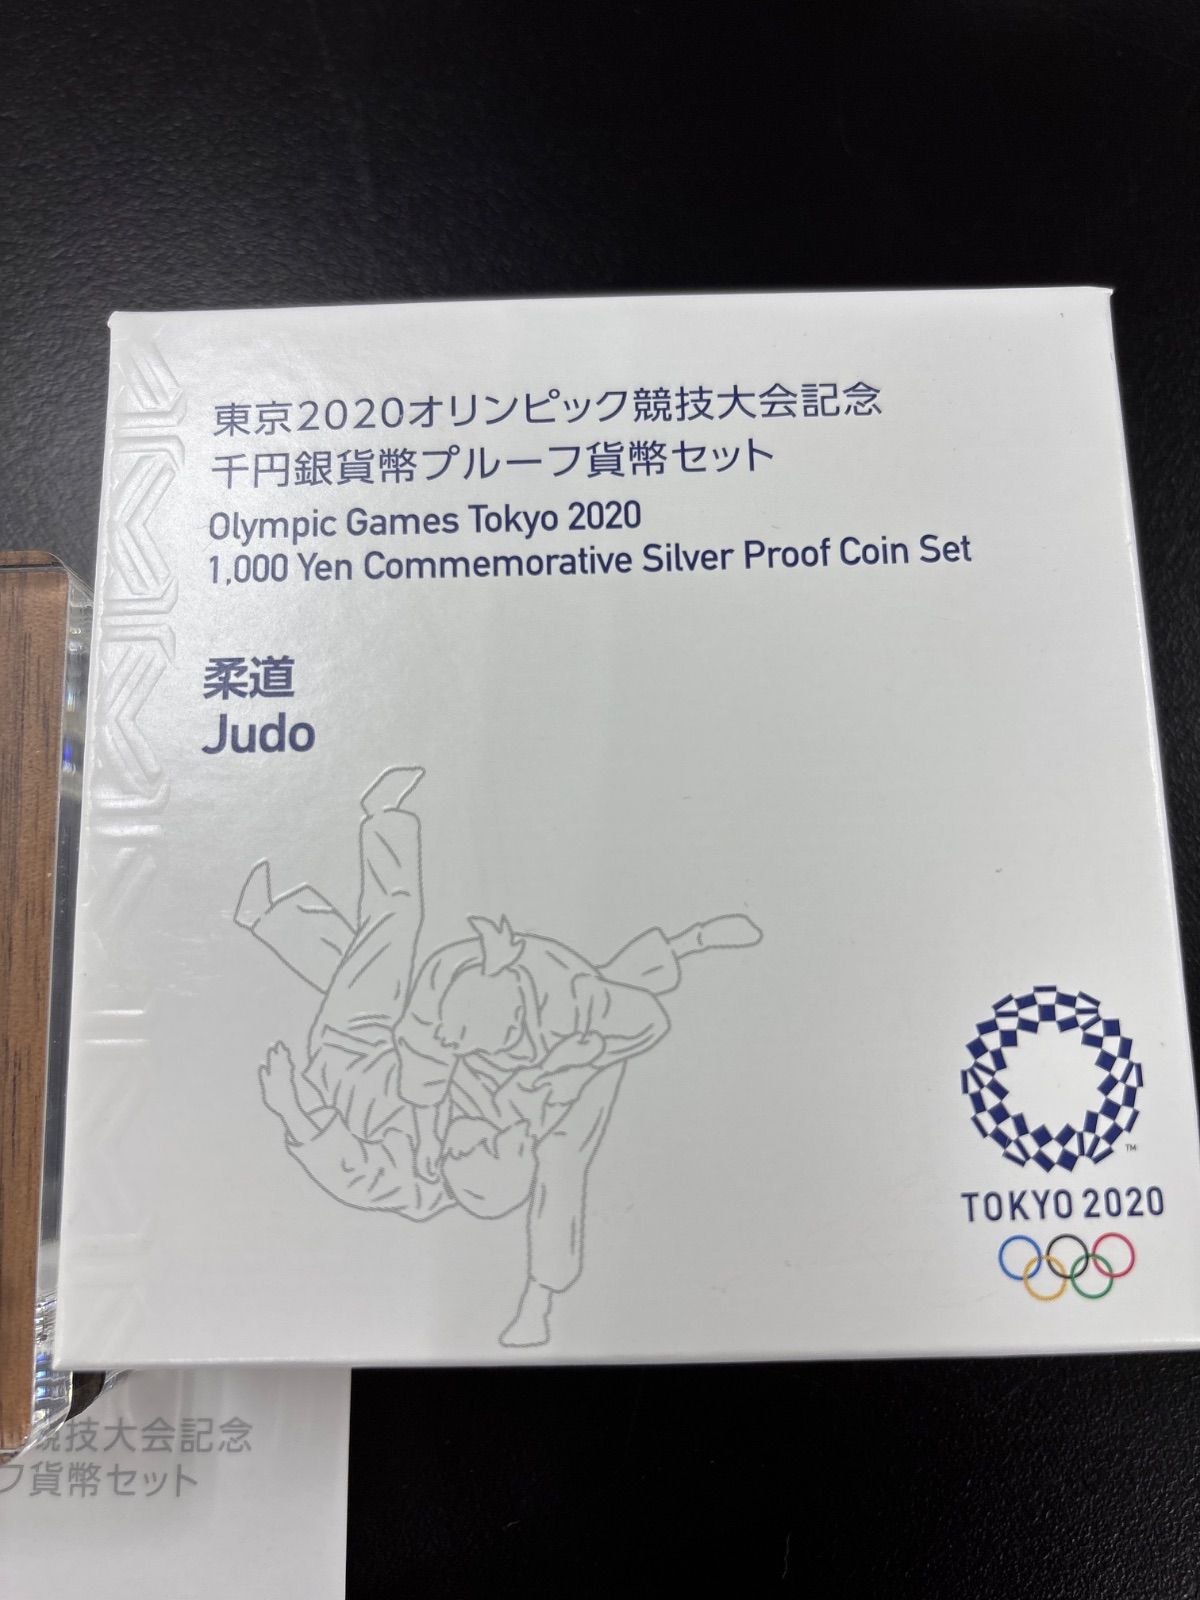 東京2020オリンピック競技大会記念
千円銀貨幣プルーフ貨幣セット
Olympic Games Tokyo 2020
1,000 Yen Commemorative Silver Proof Coin Set
柔道
Judo
TM
TOKYO 2020
技大会記念
フ貨幣セット